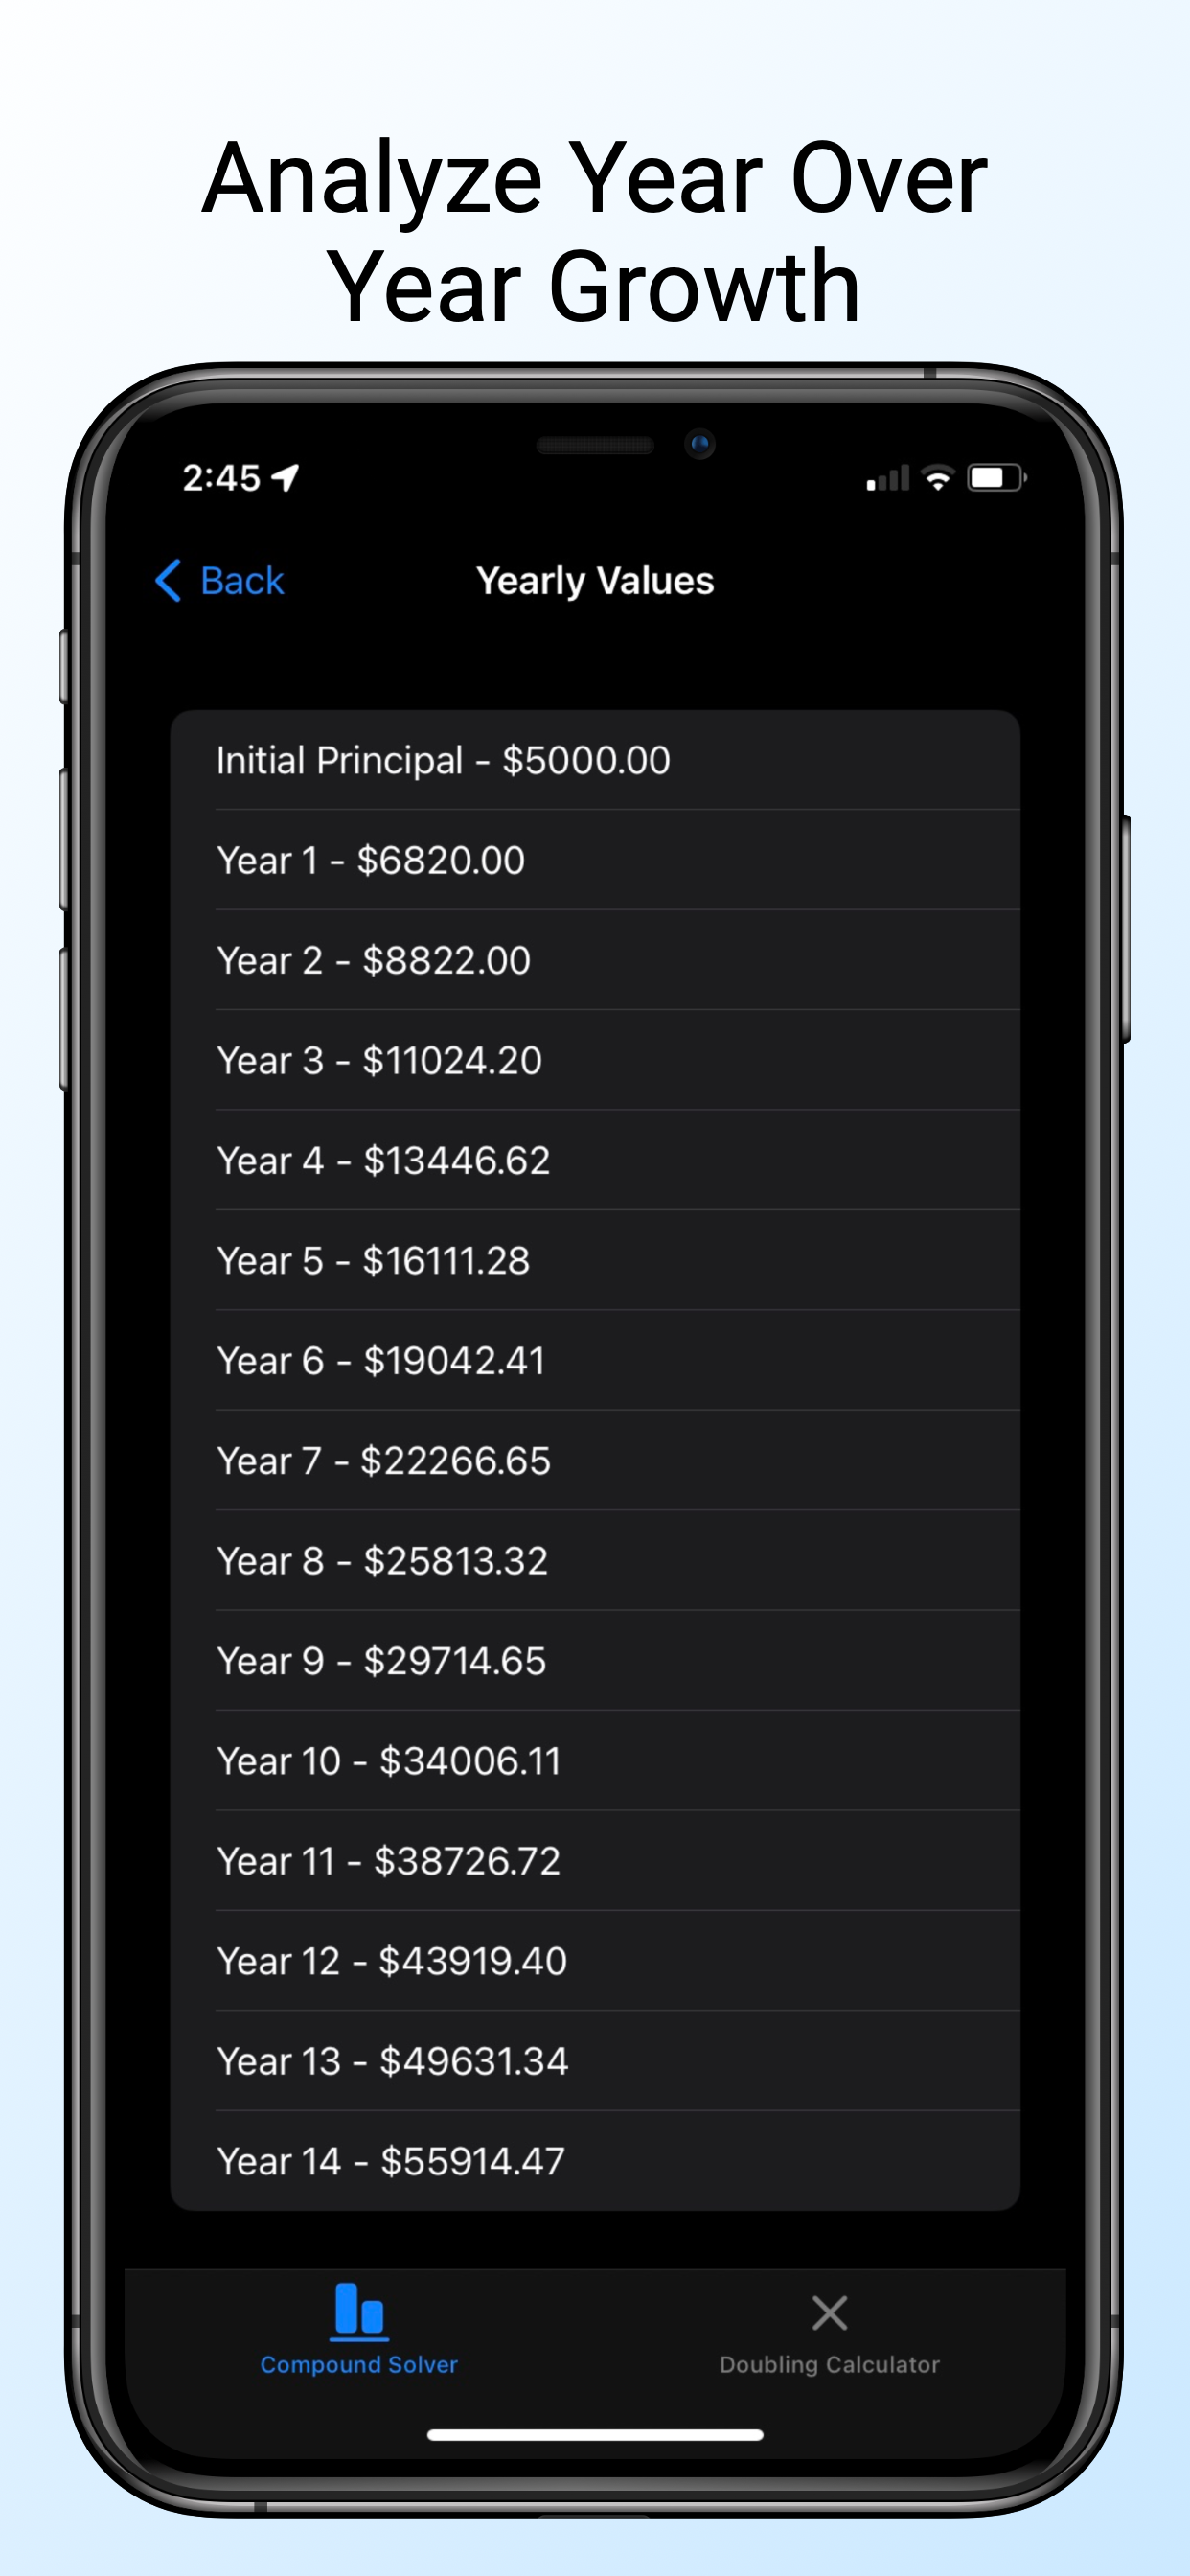 Analyze Year Over
Year Growth
2:45
Back
Yearly Values
Initial Principal - $5000.00
Year 1 - $6820.00
Year 2 - $8822.00
Year 3 - $11024.20
Year 4 - $13446.62
Year 5 - $16111.28
Year 6 - $19042.41
Year 7 - $22266.65
Year 8 - $25813.32
Year 9 - $29714.65
Year 10 - $34006.11
Year 11 - $38726.72
Year 12 - $43919.40
Year 13 - $49631.34
Year 14 - $55914.47
Compound Solver
Doubling Calculator